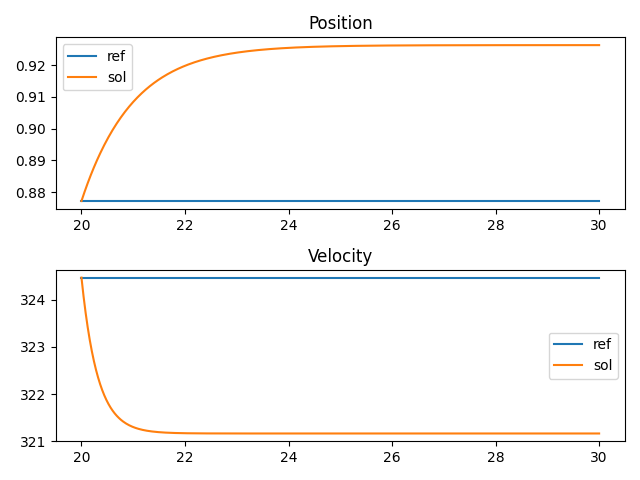 Position
ref
sol
0.92
0.91
0.90
0.89
0.88
20 22 24 26 28 30
Velocity
324
323
322
321
ref
sol
20 22 24 26 28 30